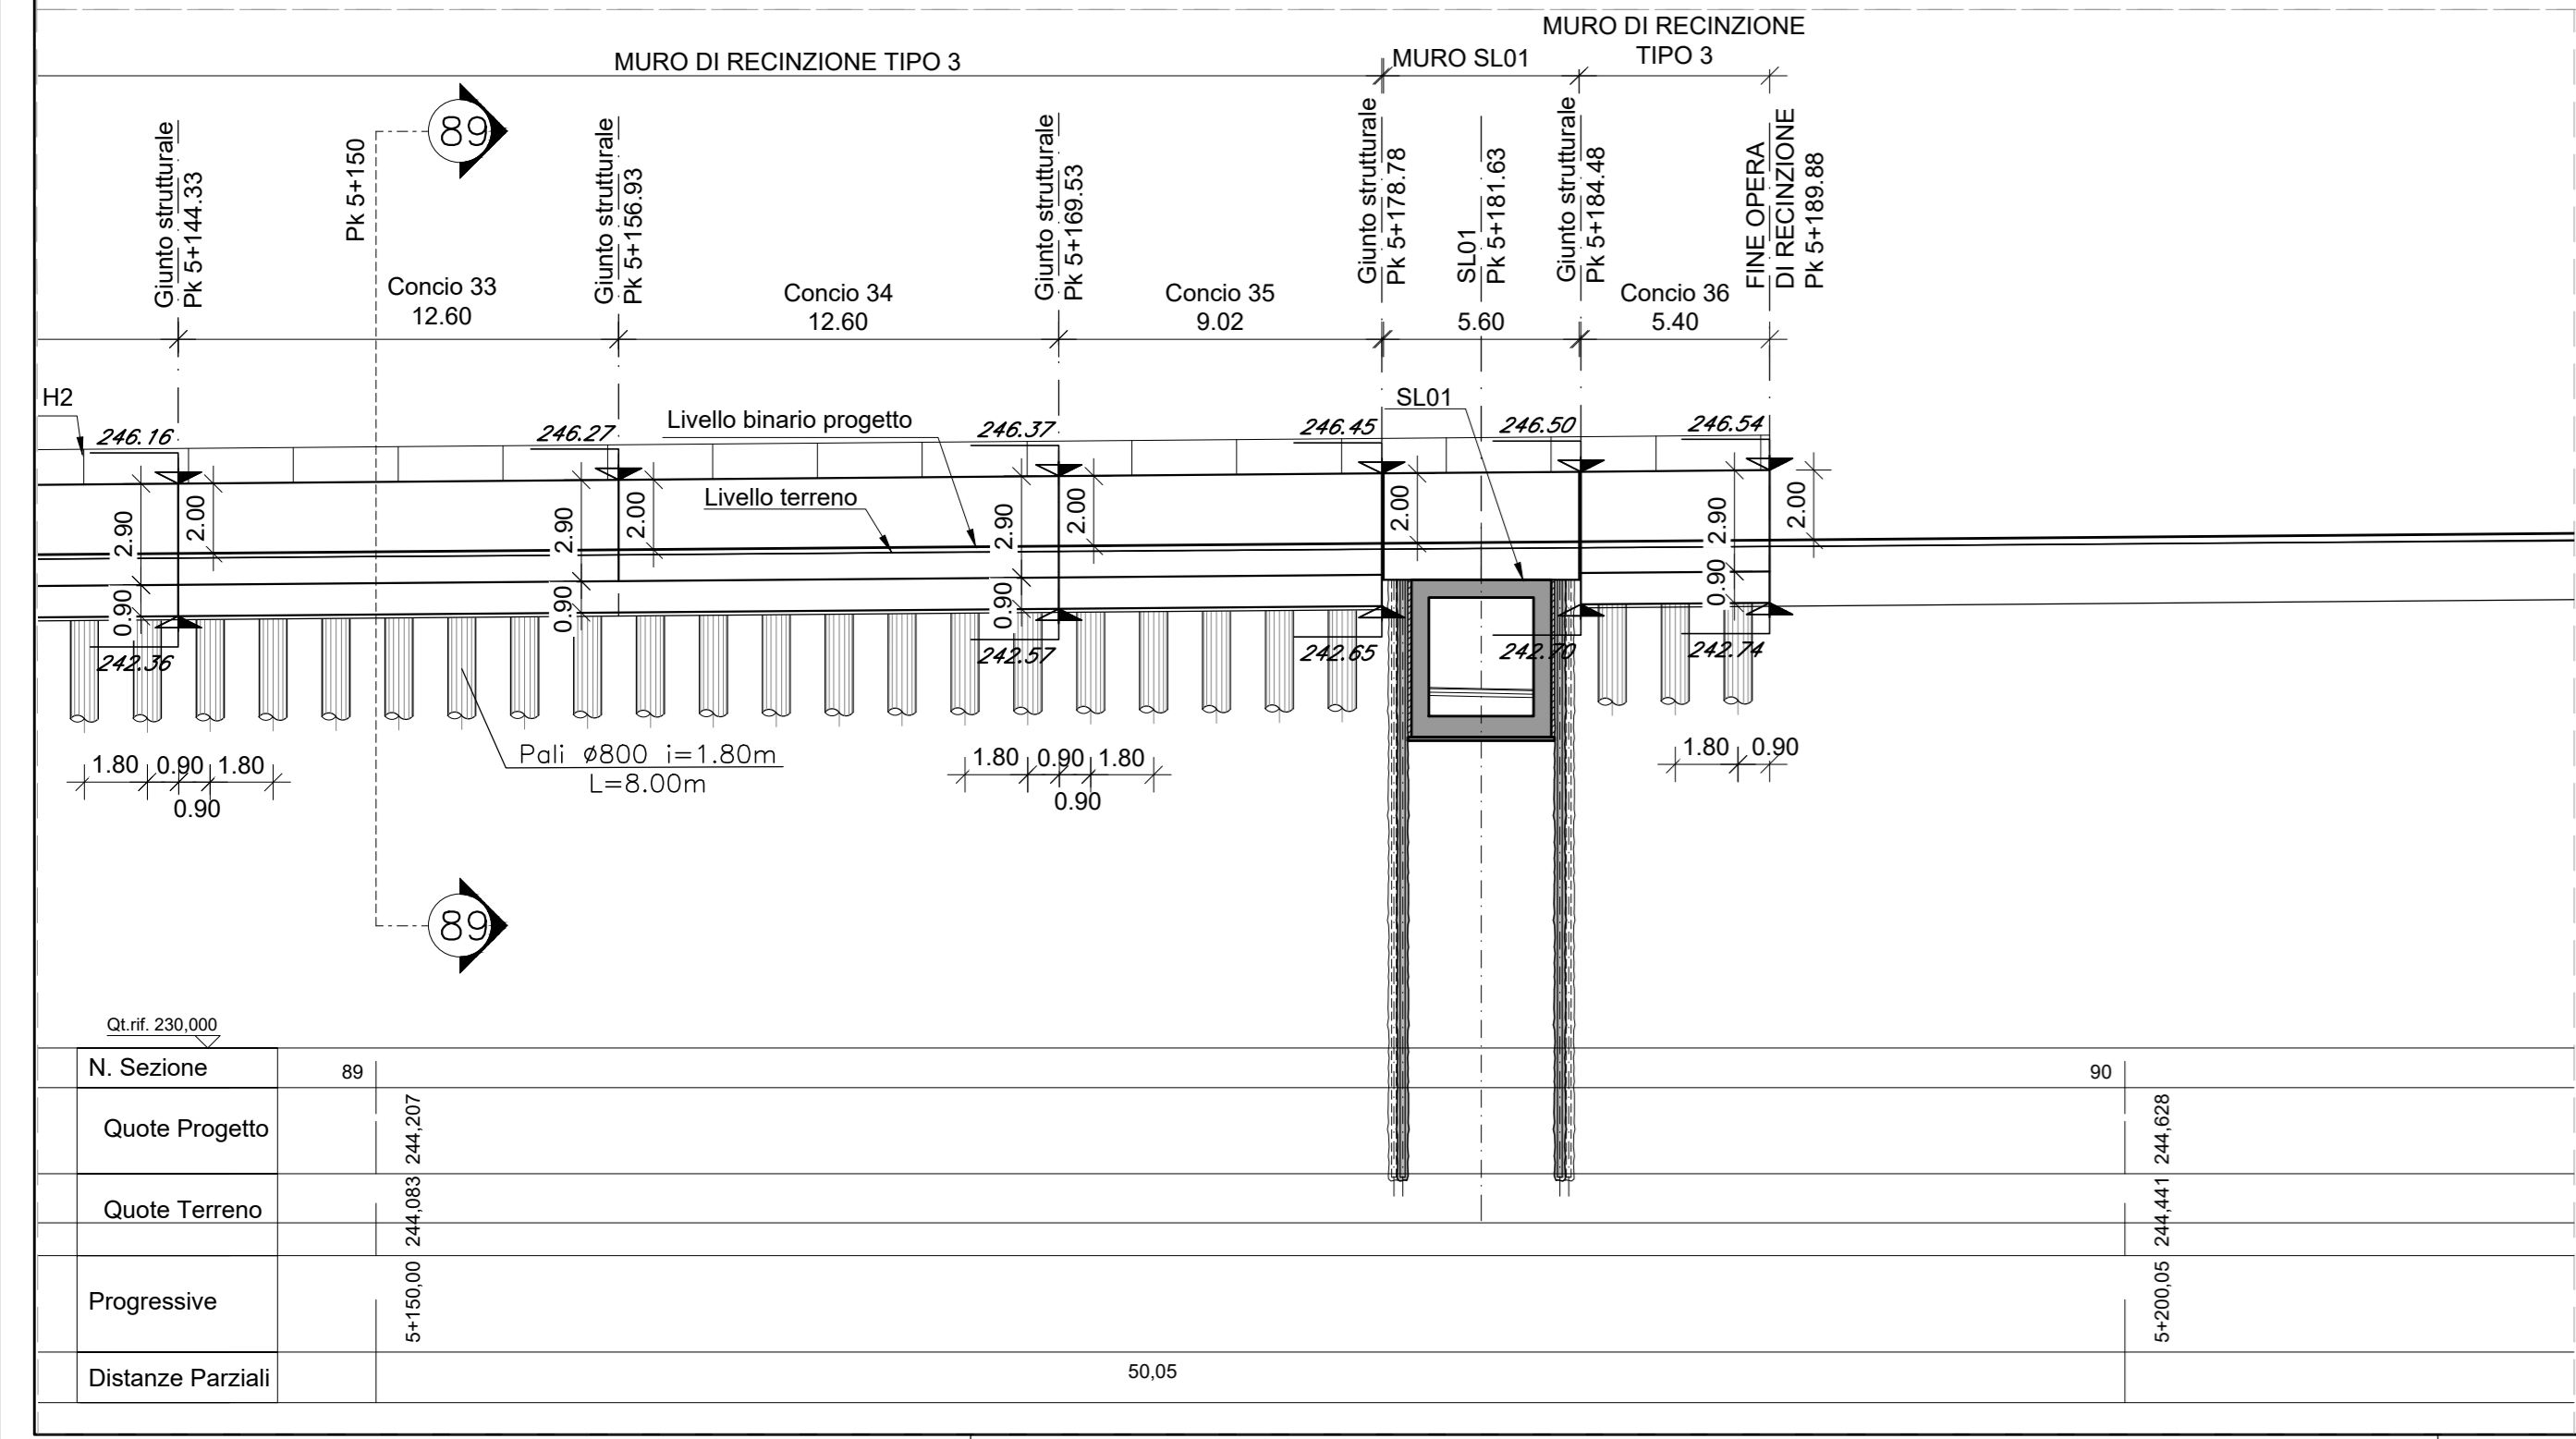 MURO DI RECINZIONE TIPO 3
MURO SL01
MURO DI RECINZIONE
TIPO 3
Giunto strutturale
Pk 5+144.33
Pk 5+150
89
Giunto strutturale
Pk 5+156.93
Giunto strutturale
Pk 5+169.53
Giunto strutturale
Pk 5+178.78
SL01
Pk 5+181.63
Giunto strutturale
Pk 5+184.48
FINE OPERA
DI RECINZIONE
Pk 5+189.88
Concio 33
12.60
Concio 34
12.60
Concio 35
9.02
5.60
Concio 36
5.40
H2
246.16
246.27
Livello binario progetto
246.37
246.45
SL01
246.50
246.54
Livello terreno
2.90
2.00
2.90
2.00
2.90
2.00
2.00
2.90
2.00
0.90
0.90
0.90
0.90
242.36
242.57
242.65
242.70
242.74
Pali ø800 i=1.80m
L=8.00m
1.80
0.90
1.80
0.90
1.80
0.90
1.80
0.90
1.80
0.90
89
Qt.rif. 230,000
N. Sezione
89
90
Quote Progetto
244,207
244,628
Quote Terreno
244,083
244,441
Progressive
5+150,00
5+200,05
Distanze Parziali
50,05